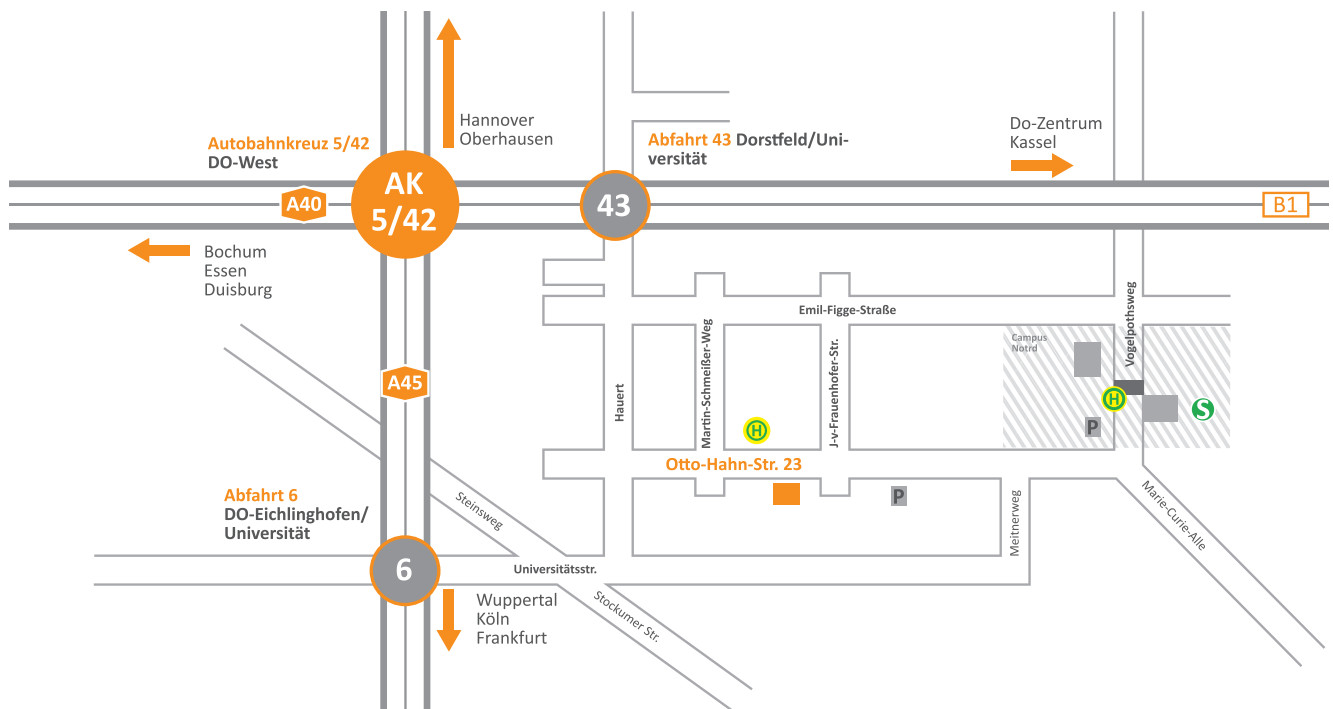 Hannover
Oberhausen
Autobahnkreuz 5/42
DO-West
Abfahrt 43 Dorstfeld/Uni-
versität
Do-Zentrum
Kassel
AK
5/42
A40
43
B1
Bochum
Essen
Duisburg
Emil-Figge-Straße
Vogelpothsweg
Campus
Notrd
Martin-Schmeißer-Weg
J-v-Frauenhofer-Str.
Hauert
A45
H
S
P
H
Otto-Hahn-Str. 23
P
Abfahrt 6
DO-Eichlinghofen/
Universität
Steinsweg
Meitnerweg
Marie-Curie-Alle
6
Universitätsstr.
Stockumer Str.
Wuppertal
Köln
Frankfurt